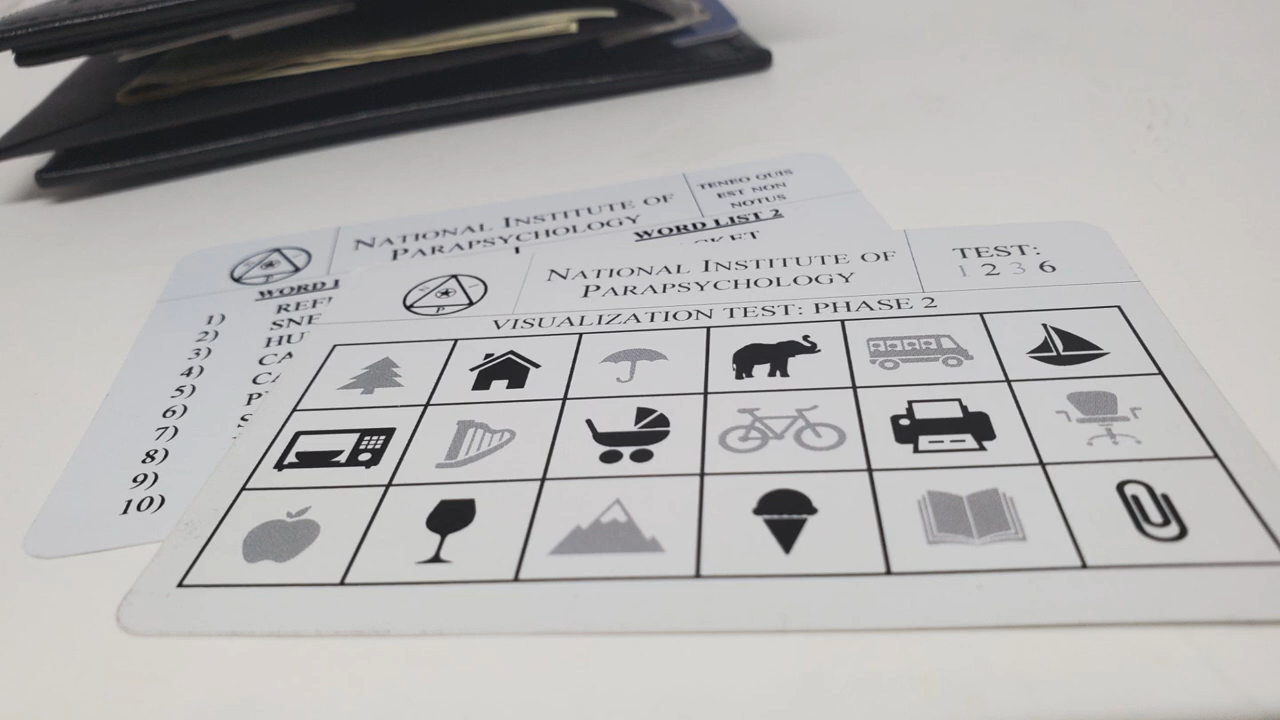 NATIONAL INSTITUTE OF
PARAPSYCHOLOGY
TENEO QUIS
EST NON
NOTUS
WORD LIST 2
1)
2)
3)
4)
5)
6)
7)
8)
9)
10)
NATIONAL INSTITUTE OF
PARAPSYCHOLOGY
TEST:
1 2 3 6
VISUALIZATION TEST: PHASE 2
P